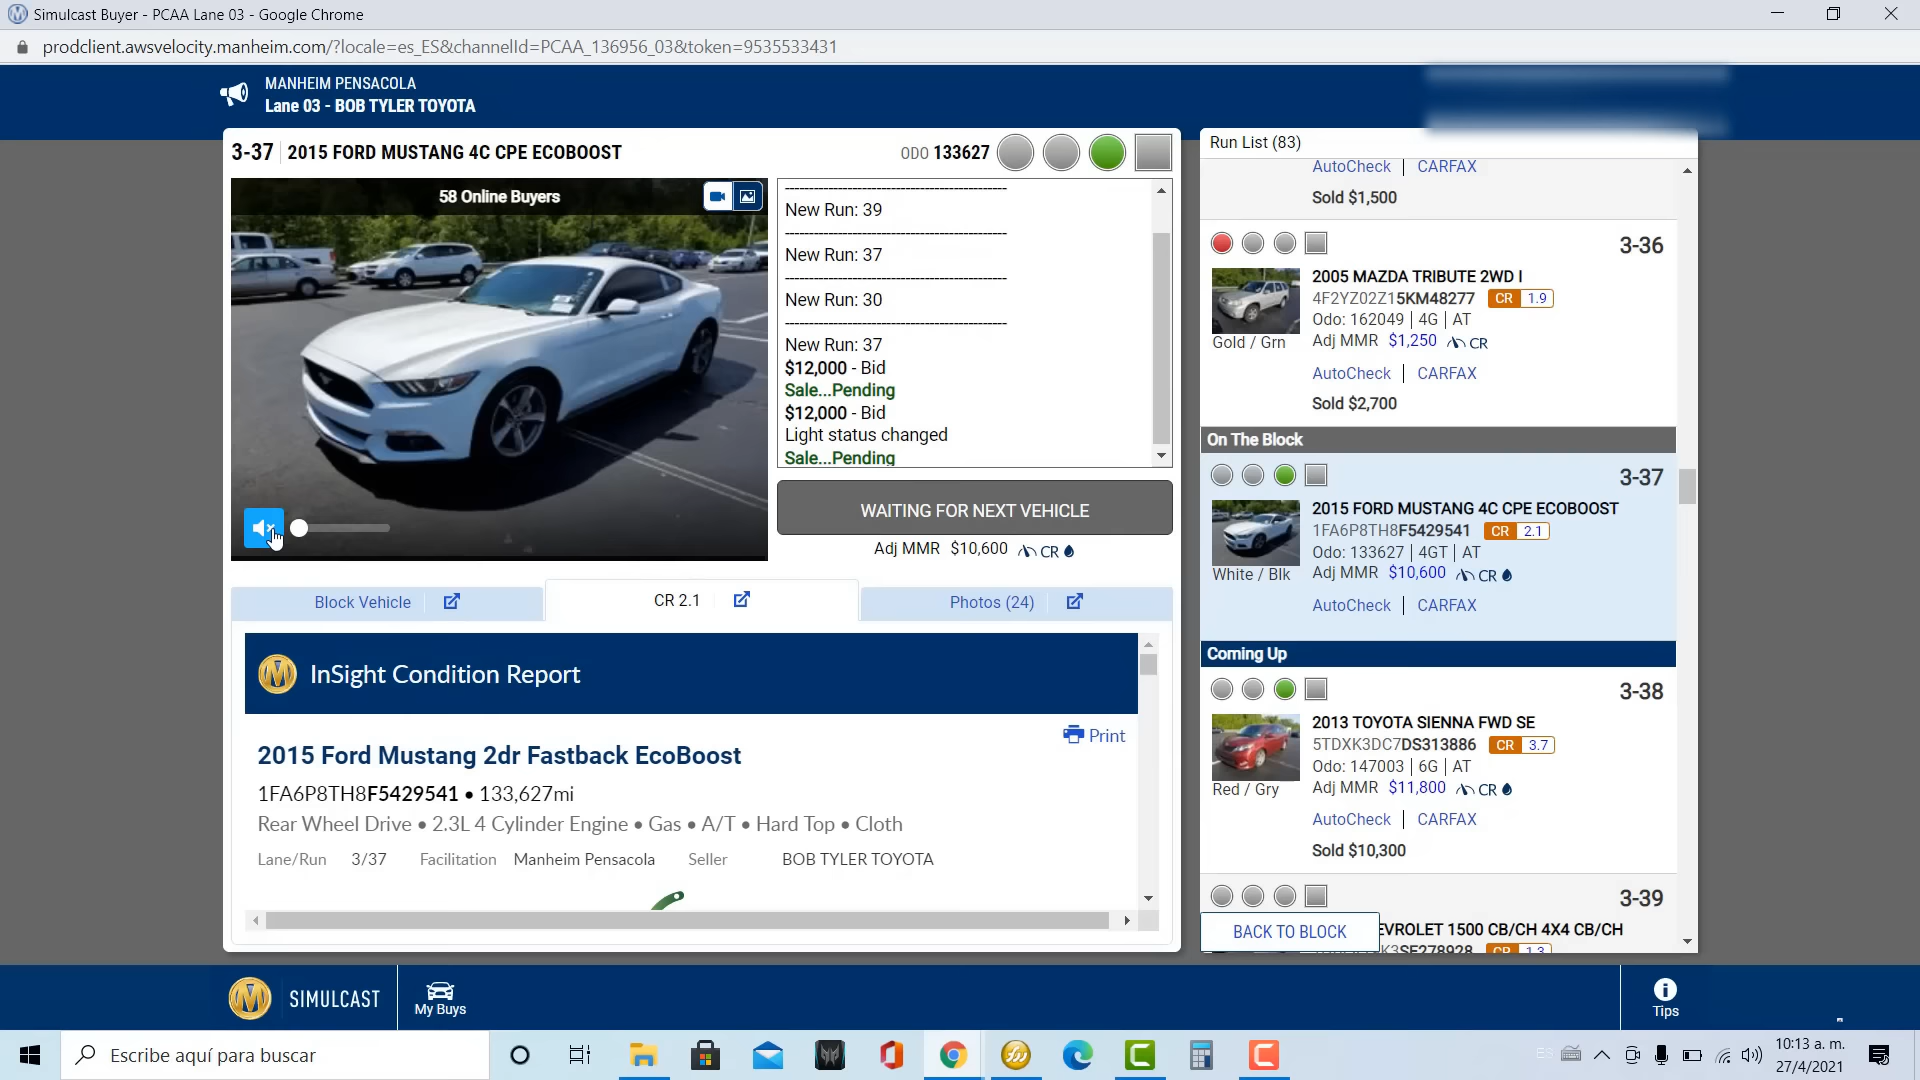 Simulcast Buyer - PCAA Lane 03 - Google Chrome
prodclient.awsvelocity.manheim.com/?locale=es_ES&channelId=PCAA_136956_03&token=9535533431
MANHEIM PENSACOLA
Lane 03 - BOB TYLER TOYOTA
3-37 2015 FORD MUSTANG 4C CPE ECOBOOST
ODO 133627
58 Online Buyers
New Run: 39
New Run: 37
New Run: 30
New Run: 37
$12,000 - Bid
Sale...Pending
$12,000 - Bid
Light status changed
Sale...Pending
WAITING FOR NEXT VEHICLE
Adj MMR $10,600 CR
Block Vehicle
CR 2.1
Photos (24)
InSight Condition Report
Print
2015 Ford Mustang 2dr Fastback EcoBoost
1FA6P8TH8F5429541 • 133,627mi
Rear Wheel Drive • 2.3L 4 Cylinder Engine • Gas • A/T • Hard Top • Cloth
Lane/Run 3/37 Facilitation Manheim Pensacola Seller BOB TYLER TOYOTA
Run List (83)
AutoCheck | CARFAX
Sold $1,500
3-36
2005 MAZDA TRIBUTE 2WD I
4F2YZ02Z15KM48277 CR 1.9
Odo: 162049 | 4G | AT
Gold / Grn
Adj MMR $1,250 CR
AutoCheck | CARFAX
Sold $2,700
On The Block
3-37
2015 FORD MUSTANG 4C CPE ECOBOOST
1FA6P8TH8F5429541 CR 2.1
Odo: 133627 | 4GT | AT
White / Blk
Adj MMR $10,600 CR
AutoCheck | CARFAX
Coming Up
3-38
2013 TOYOTA SIENNA FWD SE
5TDXK3DC7DS313886 CR 3.7
Odo: 147003 | 6G | AT
Red / Gry
Adj MMR $11,800 CR
AutoCheck | CARFAX
Sold $10,300
3-39
EVROLET 1500 CB/CH 4X4 CB/CH
K3SE278928 CR 1.3
BACK TO BLOCK
SIMULCAST
My Buys
Tips
Escribe aquí para buscar
10:13 a. m.
27/4/2021